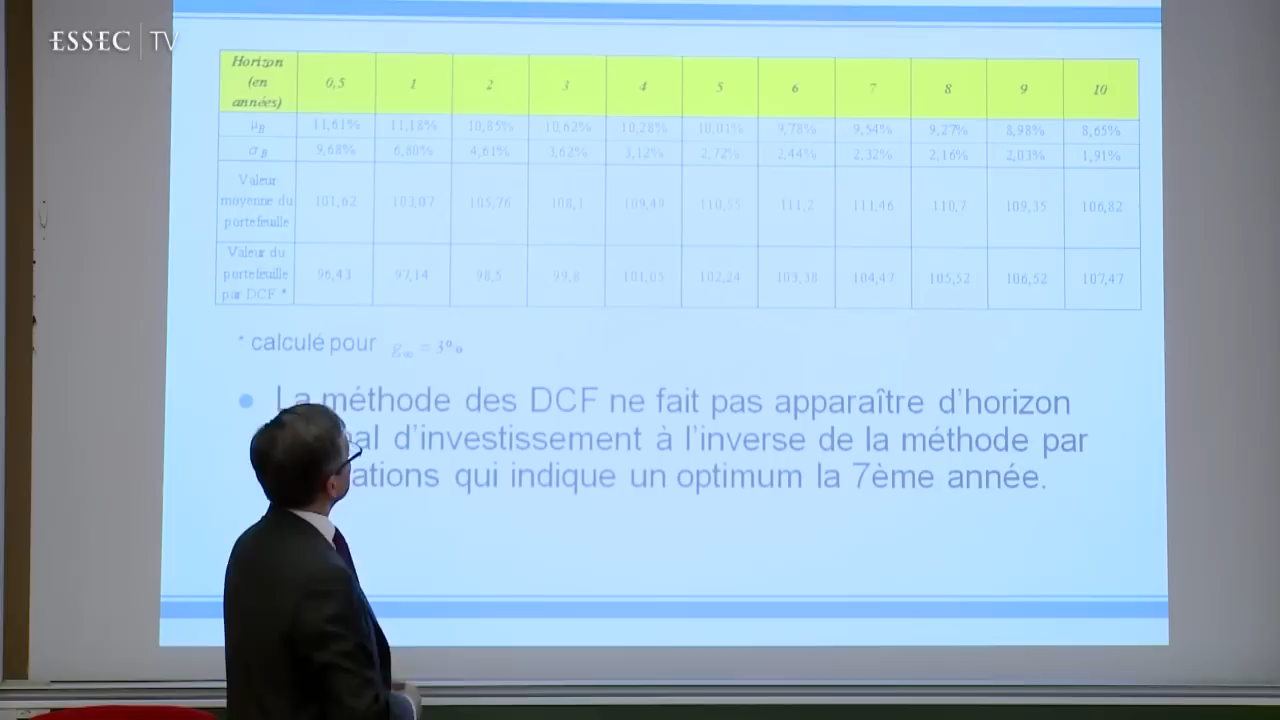 ESSEC TV
Horizon (en années) 0,5 1 2 3 4 5 6 7 8 9 10
μB 11,61% 11,18% 10,85% 10,62% 10,28% 10,01% 9,78% 9,54% 9,27% 8,98% 8,65%
σB 9,68% 6,80% 4,61% 3,62% 3,12% 2,72% 2,44% 2,32% 2,16% 2,03% 1,91%
Valeur moyenne du portefeuille 101,62 103,07 105,76 108,1 109,49 110,55 111,2 111,46 110,7 109,35 106,82
Valeur du portefeuille par DCF * 96,43 97,14 98,5 99,8 101,05 102,24 103,38 104,47 105,52 106,52 107,47
* calculé pour g∞ = 3%
La méthode des DCF ne fait pas apparaître d’horizon
d’investissement à l’inverse de la méthode par
qui indique un optimum la 7ème année.